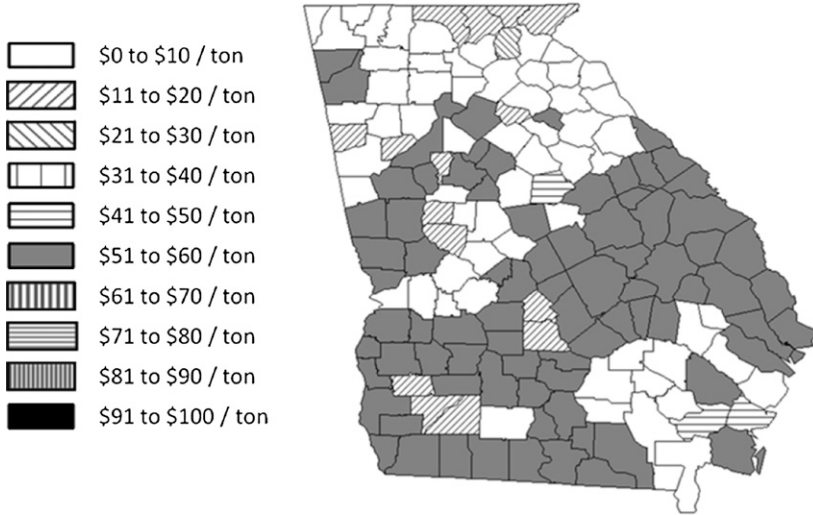 $0 to $10 / ton
$11 to $20 / ton
$21 to $30 / ton
$31 to $40 / ton
$41 to $50 / ton
$51 to $60 / ton
$61 to $70 / ton
$71 to $80 / ton
$81 to $90 / ton
$91 to $100 / ton